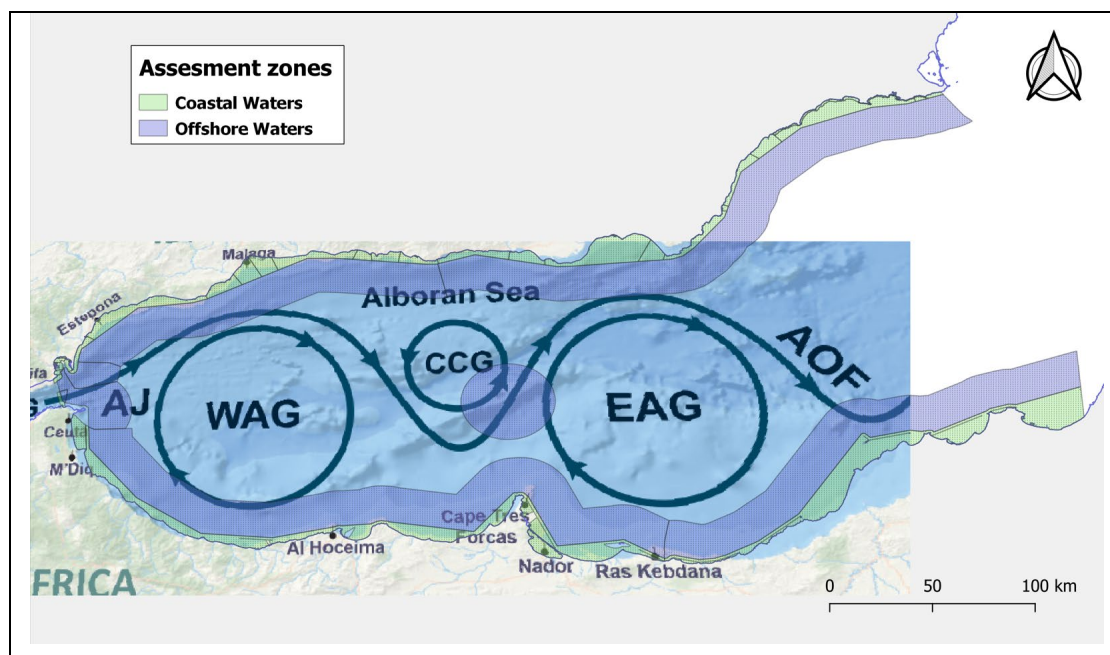 Assesment zones
Coastal Waters
Offshore Waters
Malaga
Estepona
Alboran Sea
CCG
AJ
WAG
EAG
AOF
Ceuta
M'Diq
Al Hoceima
Cape Tres
Forcas
Nador
Ras Kebdana
FRICA
0 50 100 km